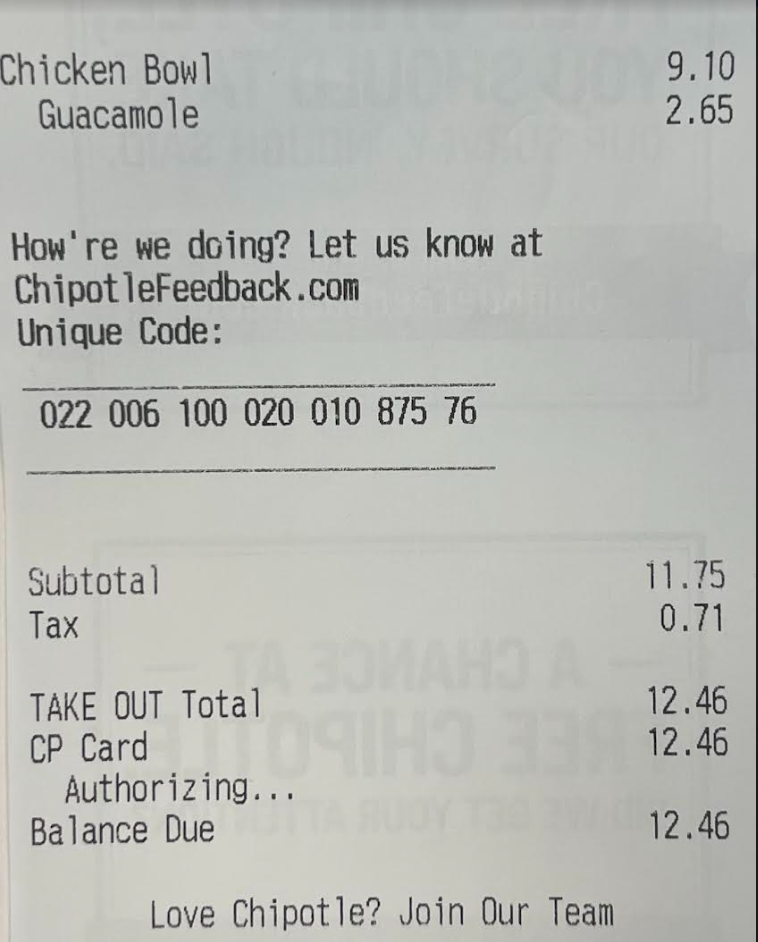 Chicken Bowl 9.10
Guacamole 2.65
How're we doing? Let us know at
ChipotleFeedback.com
Unique Code:
022 006 100 020 010 875 76
Subtotal 11.75
Tax 0.71
TAKE OUT Total 12.46
CP Card 12.46
Authorizing...
Balance Due 12.46
Love Chipotle? Join Our Team